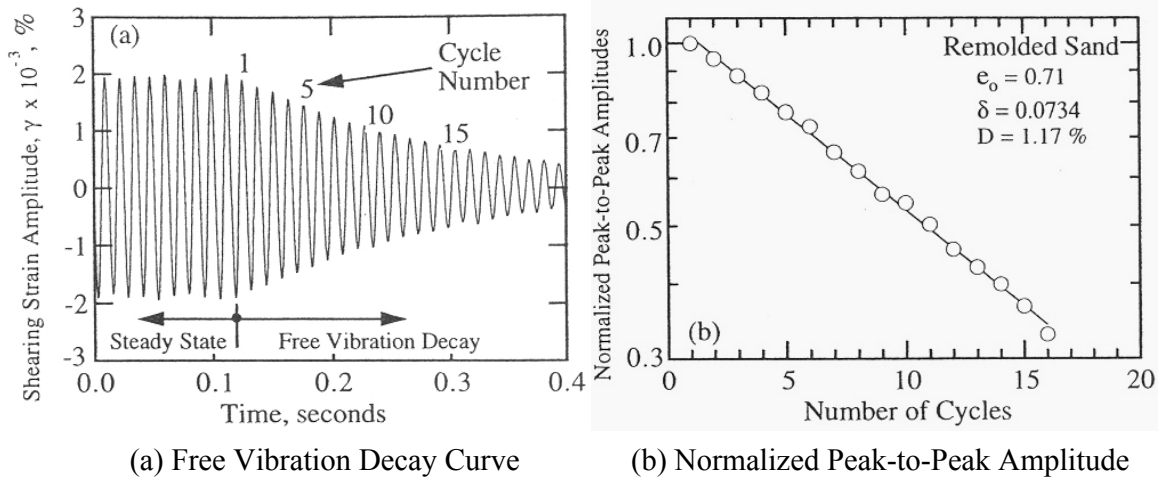 (a)
Shearing Strain Amplitude, γ x 10⁻³, %
3
2
1
0
-1
-2
-3
1
Cycle
Number
5
10
15
Steady State
Free Vibration Decay
0.0
0.1
0.2
0.3
0.4
Time, seconds
(a) Free Vibration Decay Curve
Normalized Peak-to-Peak Amplitudes
1.0
0.7
0.5
0.3
Remolded Sand
eₒ = 0.71
δ = 0.0734
D = 1.17 %
(b)
0
5
10
15
20
Number of Cycles
(b) Normalized Peak-to-Peak Amplitude